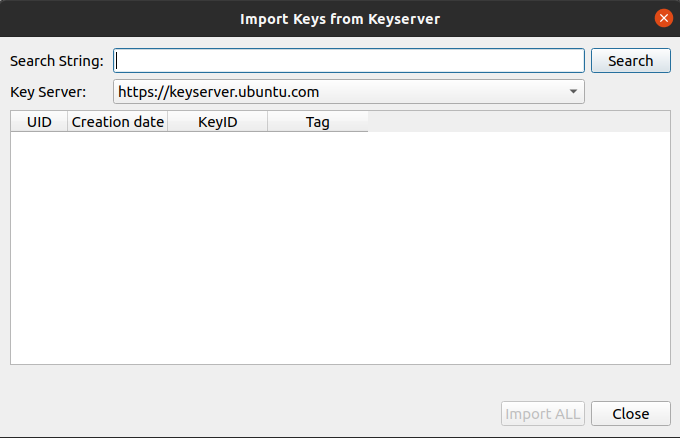 Import Keys from Keyserver
Search String: Search
Key Server: https://keyserver.ubuntu.com
UID Creation date KeyID Tag
Import ALL Close